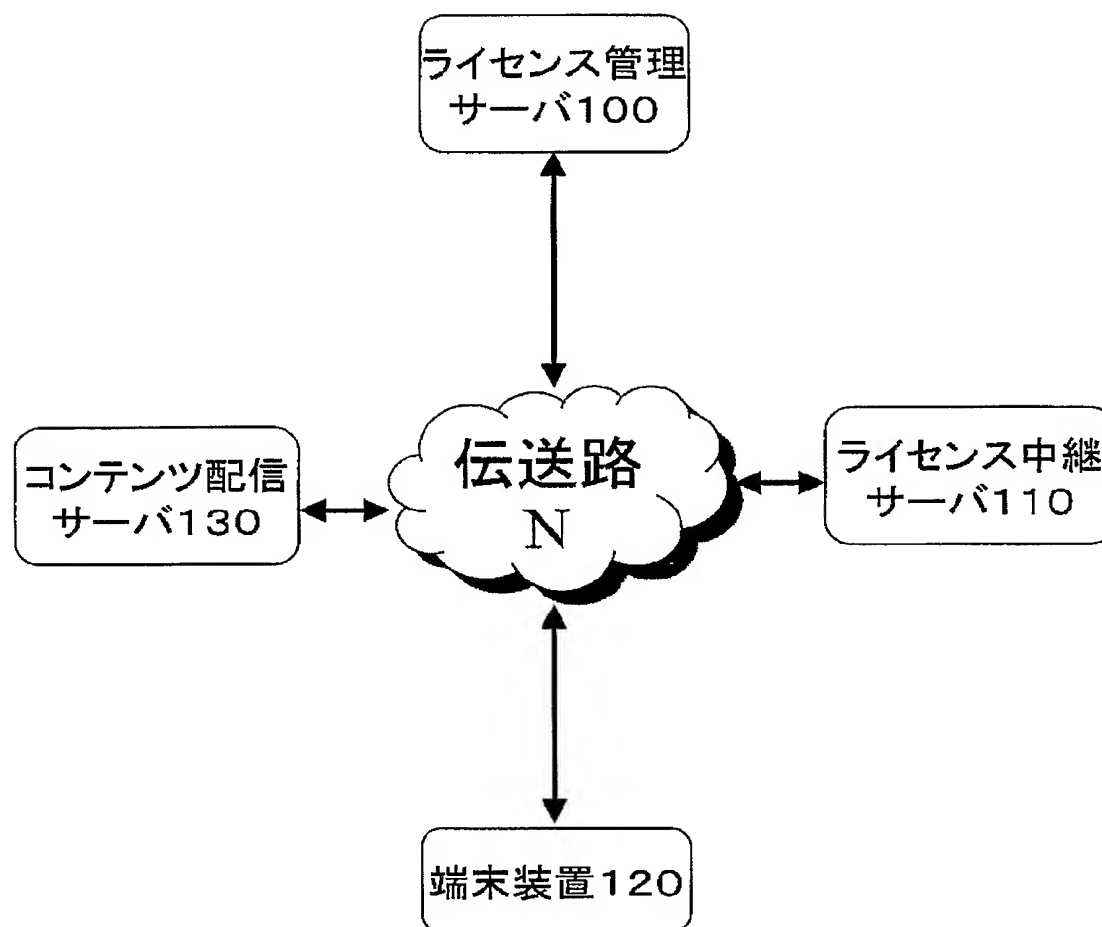 ライセンス管理
サーバ100
伝送路
N
コンテンツ配信
サーバ130
ライセンス中継
サーバ110
端末装置120